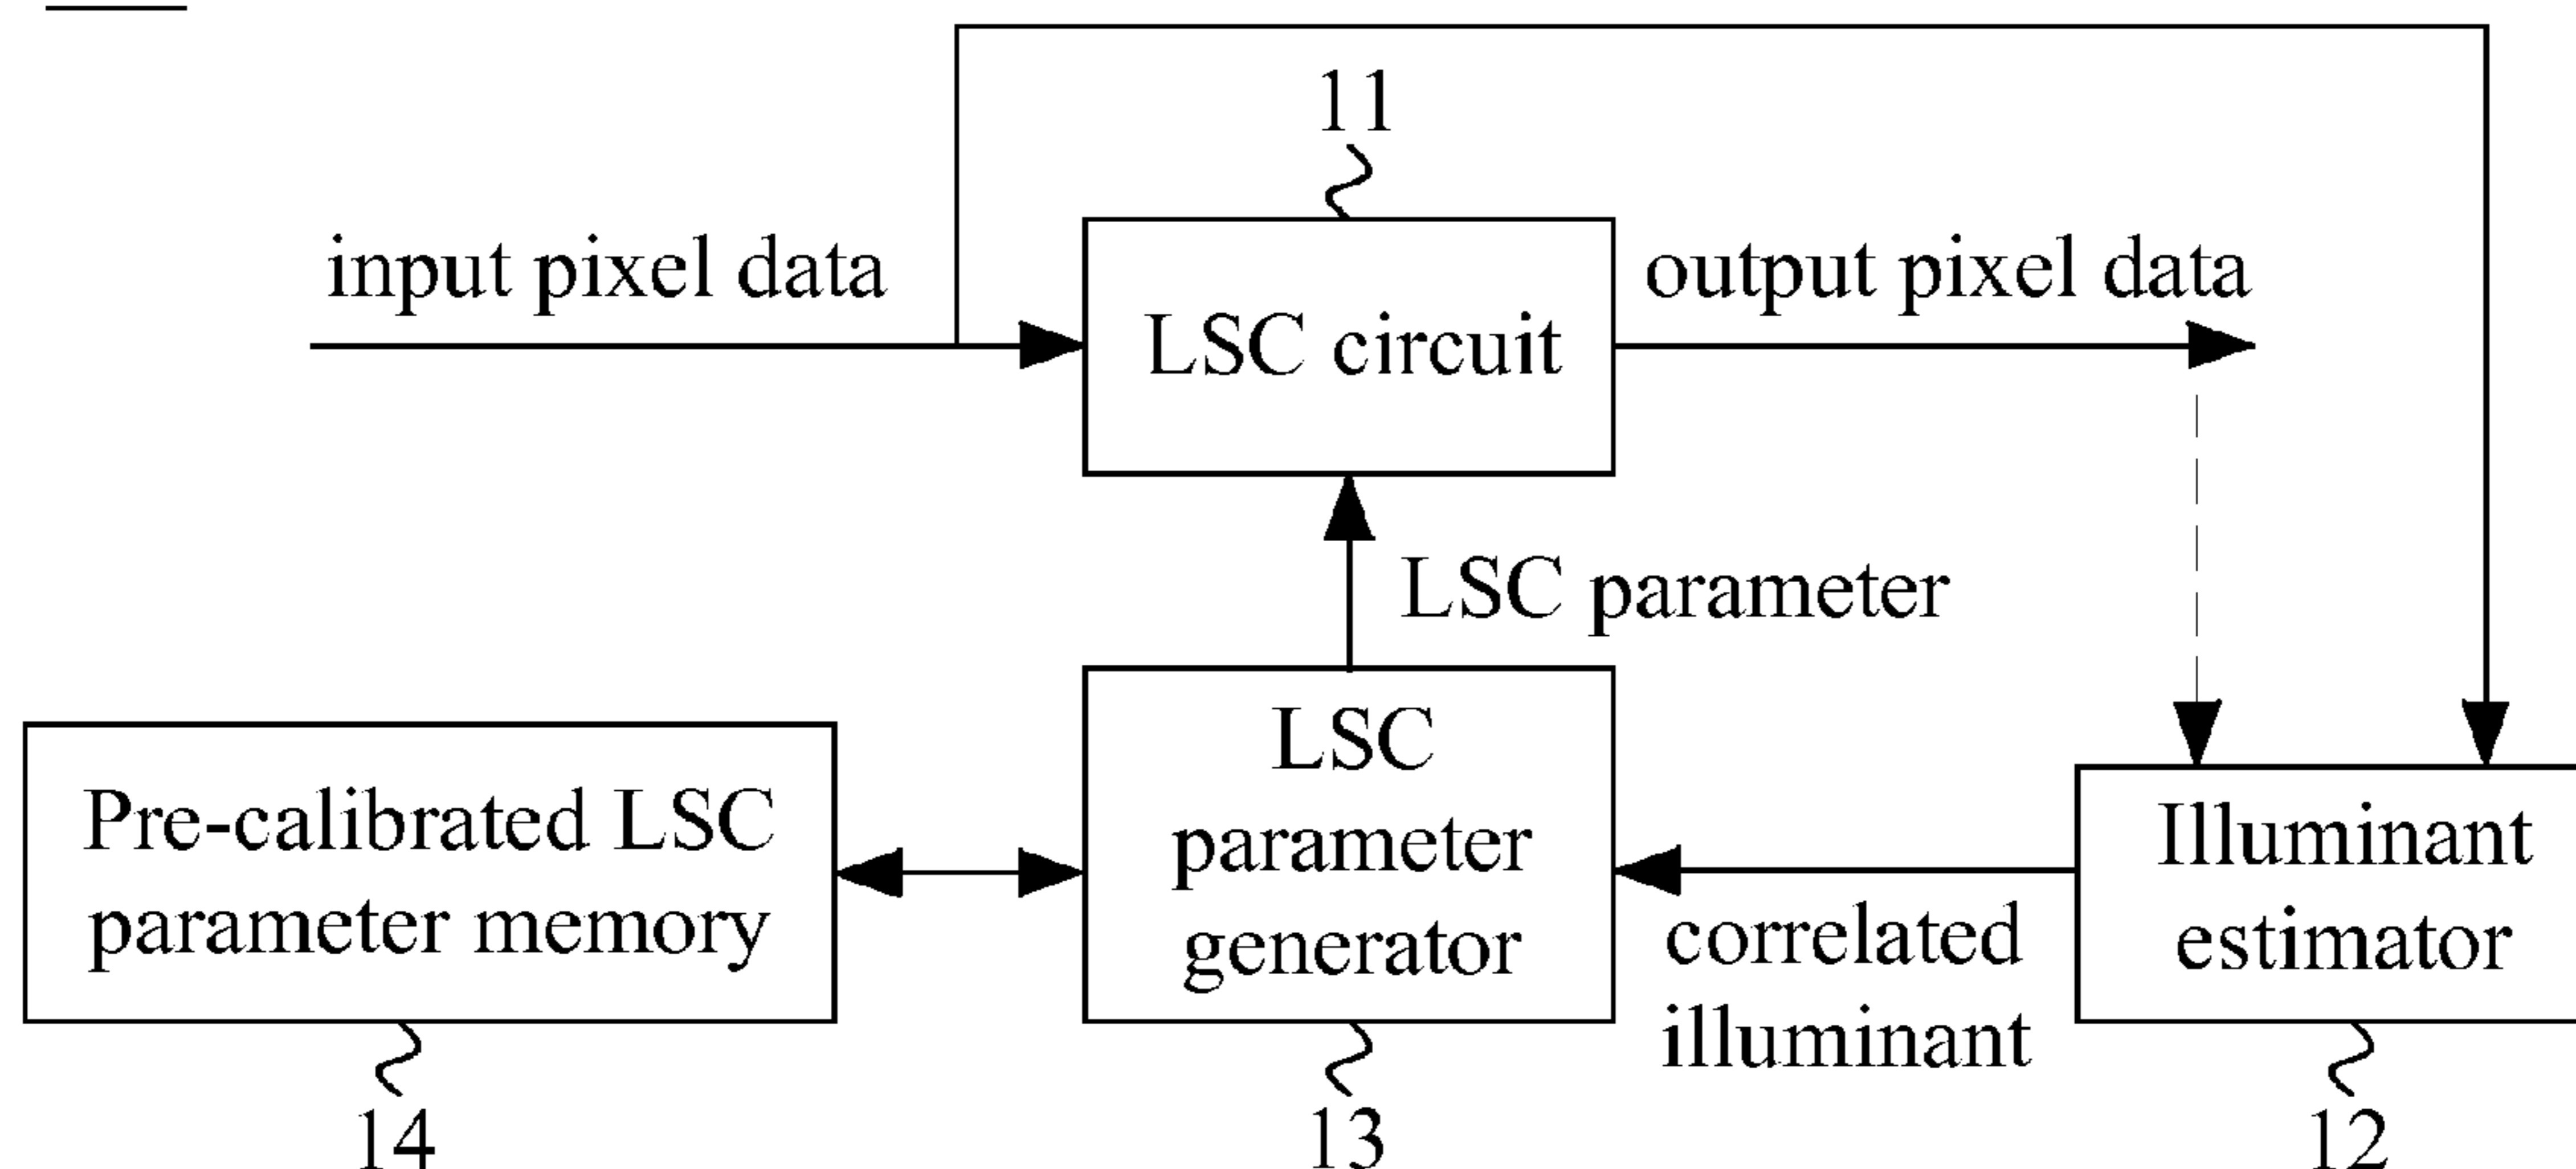 11
input pixel data
LSC circuit
output pixel data
LSC parameter
Pre-calibrated LSC
parameter memory
LSC
parameter
generator
correlated
illuminant
Illuminant
estimator
14
13
12